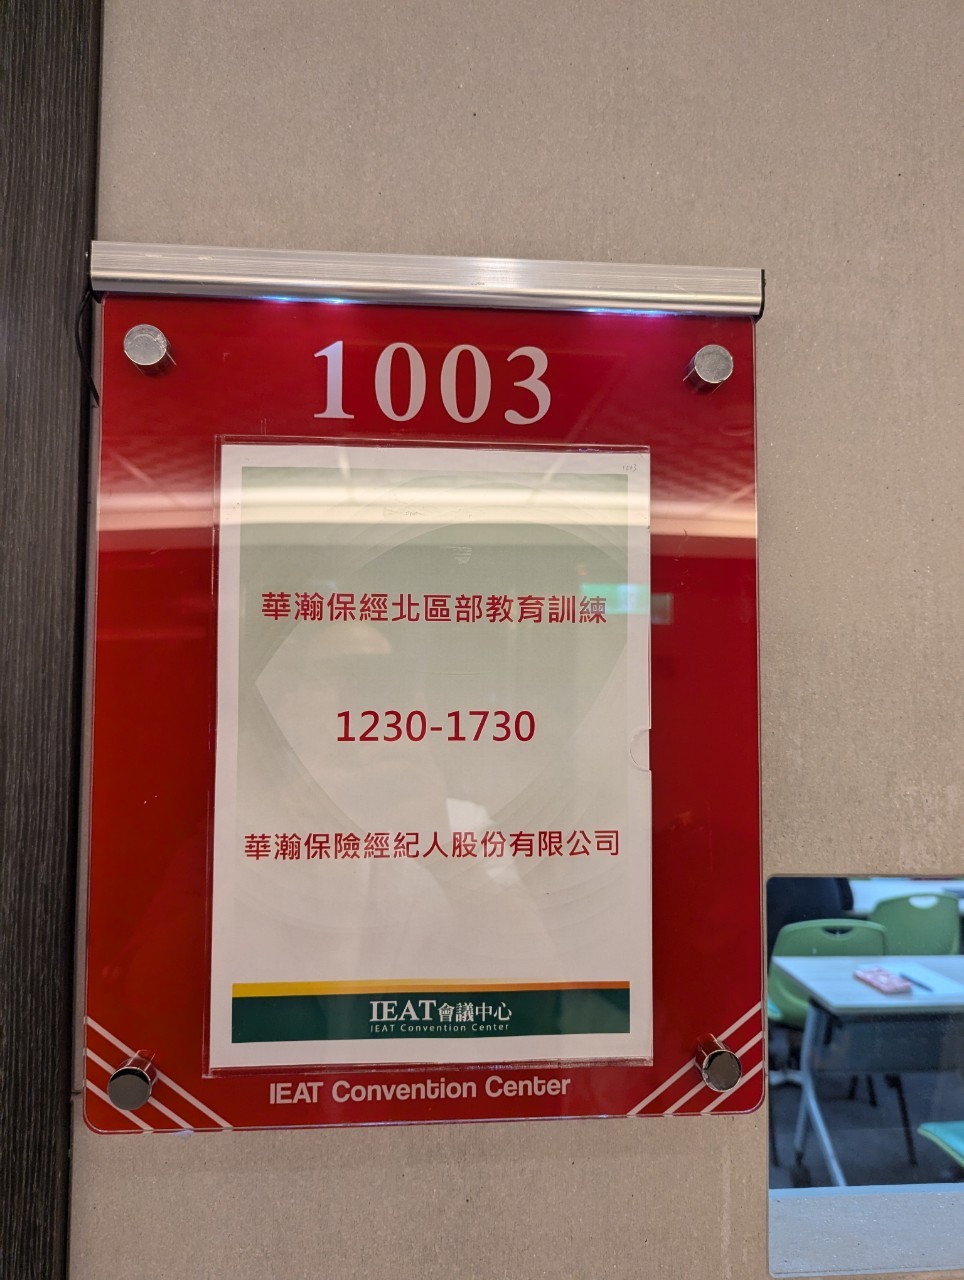 1003
1003
華瀚保經北區部教育訓練
1230-1730
華瀚保險經紀人股份有限公司
IEAT會議中心
IEAT Convention Center
IEAT Convention Center